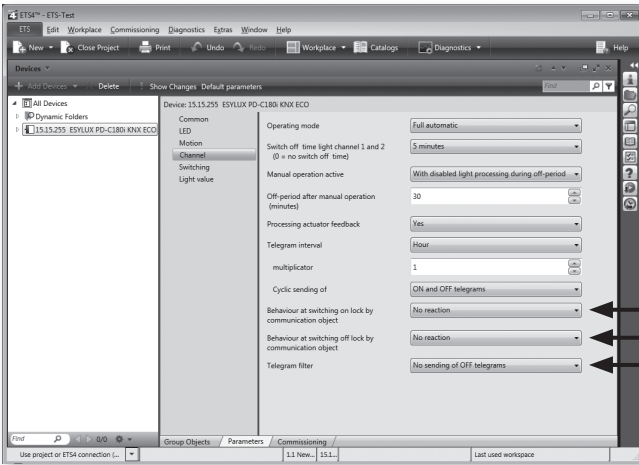 ETS4™ - ETS-Test
ETS Edit Workplace Commissioning Diagnostics Extras Window Help
New Close Project Print Undo Redo Workplace Catalogs Diagnostics Help
Devices
Add Devices Delete Show Changes Default parameters Find
All Devices
Dynamic Folders
15.15.255 ESYLUX PD-C180i KNX ECO
Device: 15.15.255 ESYLUX PD-C180i KNX ECO
Common
LED
Motion
Channel
Switching
Light value
Operating mode Full automatic
Switch off time light channel 1 and 2 5 minutes
(0 = no switch off time)
Manual operation active With disabled light processing during off-period
Off-period after manual operation 30
(minutes)
Processing actuator feedback Yes
Telegram interval Hour
multiplicator 1
Cyclic sending of ON and OFF telegrams
Behaviour at switching on lock by No reaction
communication object
Behaviour at switching off lock by No reaction
communication object
Telegram filter No sending of OFF telegrams
Find 0/0
Group Objects Parameters Commissioning
Use project or ETS4 connection (... 1.1 New... 15.1... Last used workspace